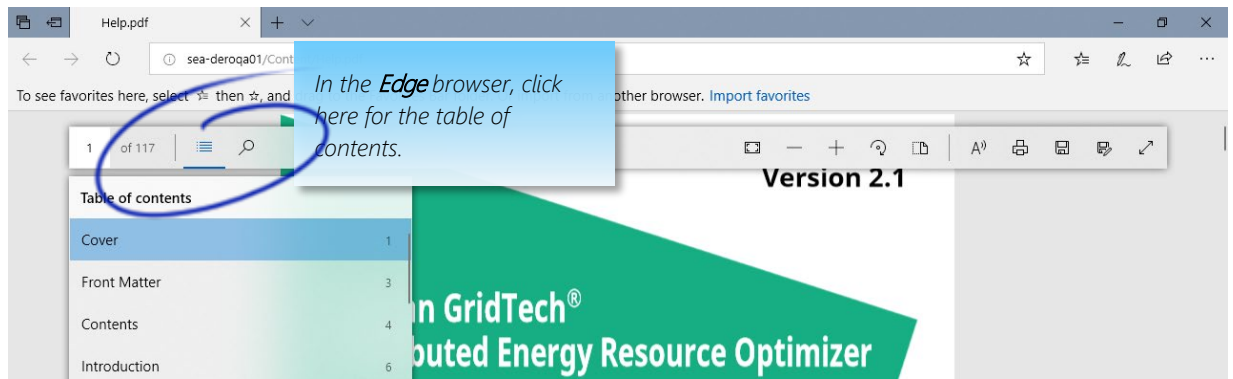 Help.pdf
sea-deroqa01/Cont
In the Edge browser, click
here for the table of
contents.
To see favorites here, select then , and other browser. Import favorites
1 of 117
Version 2.1
Table of contents
Cover 1
Front Matter 3
Contents 4
Introduction 6
n GridTech®
buted Energy Resource Optimizer